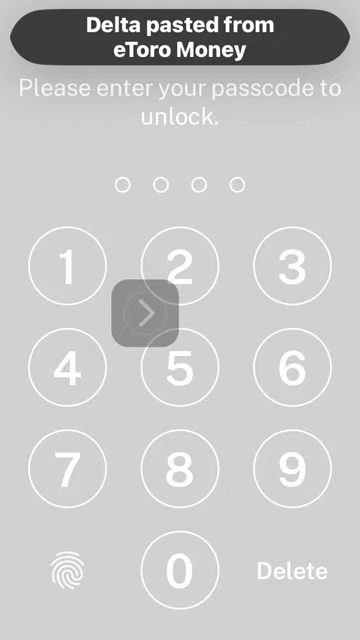 Delta pasted from
eToro Money
Please enter your passcode to
unlock.
1 2 3
4 5 6
7 8 9
0 Delete